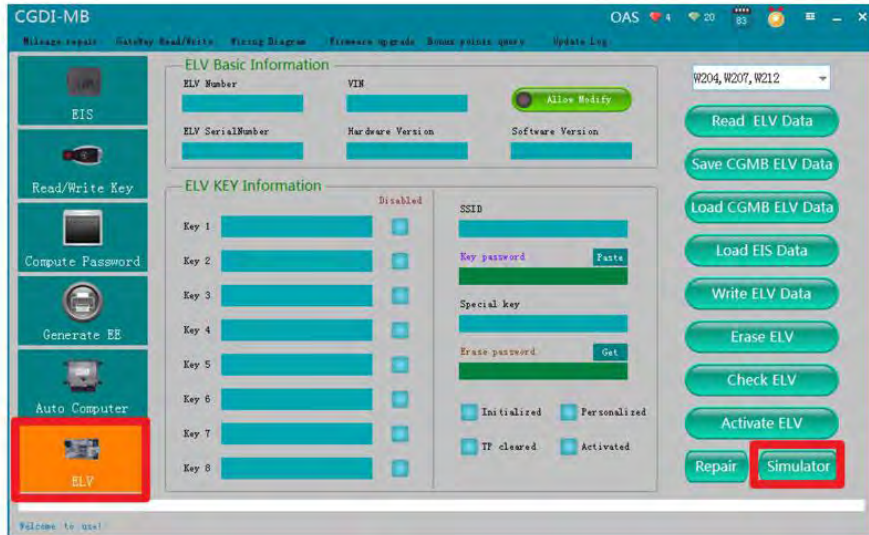 CGDI-MB
OAS 4 20 83
Mileage repair GateWay Read/Write Wiring Diagram Firmware upgrade Bonus points query Update Log
EIS
Read/Write Key
Compute Password
Generate EE
Auto Computer
ELV
ELV Basic Information
ELV Number VIN
Allow Modify
ELV SerialNumber Hardware Version Software Version
ELV KEY Information
Disabled
Key 1
Key 2
Key 3
Key 4
Key 5
Key 6
Key 7
Key 8
SSID
Key password Paste
Special key
Erase password Get
Initialized Personalized
TP cleared Activated
W204, W207, W212
Read ELV Data
Save CGMB ELV Data
Load CGMB ELV Data
Load EIS Data
Write ELV Data
Erase ELV
Check ELV
Activate ELV
Repair Simulator
Welcome to use!